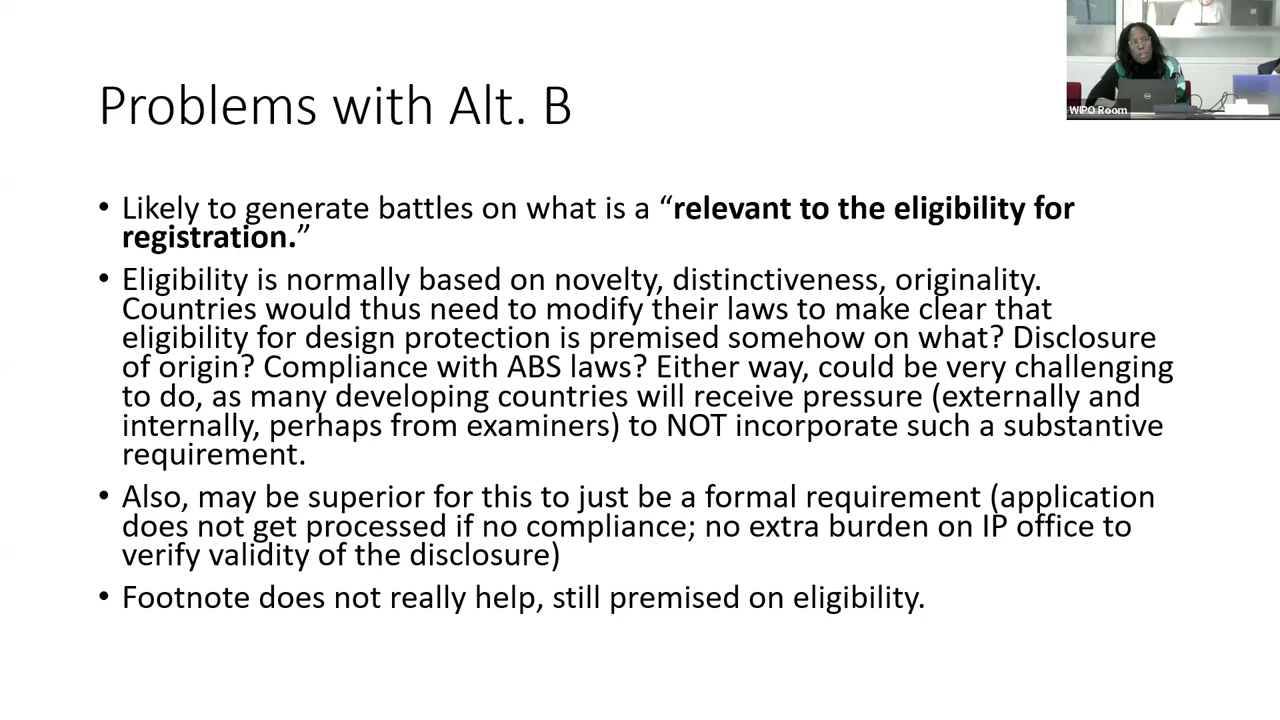 Problems with Alt. B
• Likely to generate battles on what is a “relevant to the eligibility for
registration.”
• Eligibility is normally based on novelty, distinctiveness, originality.
Countries would thus need to modify their laws to make clear that
eligibility for design protection is premised somehow on what? Disclosure
of origin? Compliance with ABS laws? Either way, could be very challenging
to do, as many developing countries will receive pressure (externally and
internally, perhaps from examiners) to NOT incorporate such a substantive
requirement.
• Also, may be superior for this to just be a formal requirement (application
does not get processed if no compliance; no extra burden on IP office to
verify validity of the disclosure)
• Footnote does not really help, still premised on eligibility.
WIPO Room